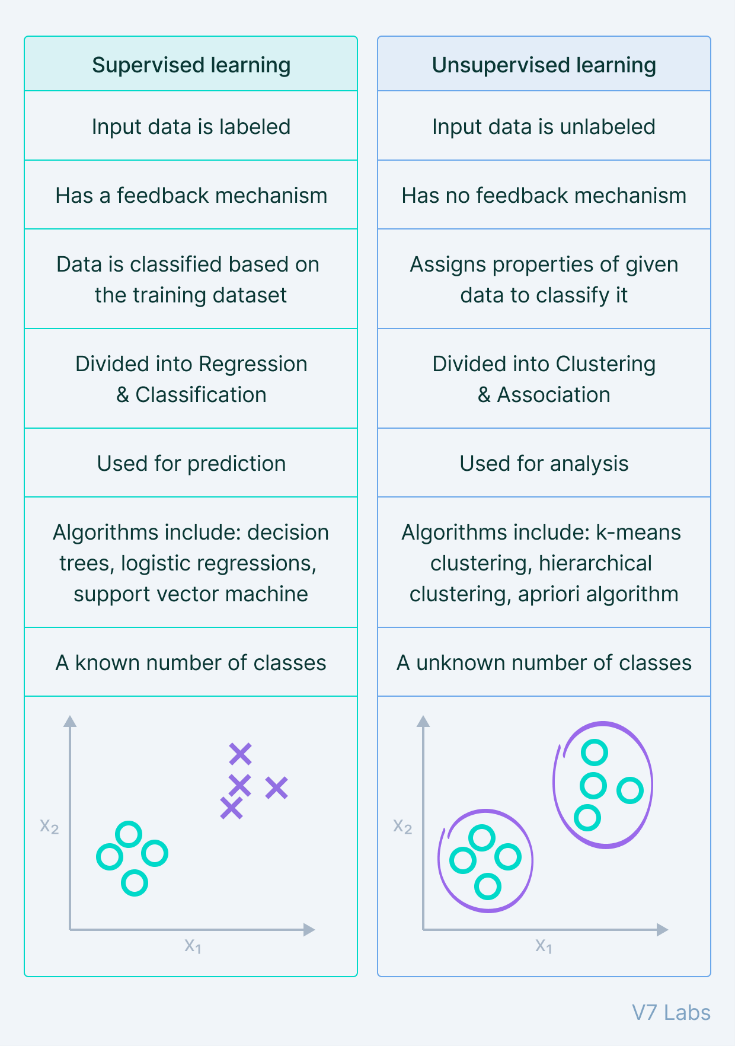 Supervised learning
Input data is labeled
Has a feedback mechanism
Data is classified based on
the training dataset
Divided into Regression
& Classification
Used for prediction
Algorithms include: decision
trees, logistic regressions,
support vector machine
A known number of classes
X₂
X₁
Unsupervised learning
Input data is unlabeled
Has no feedback mechanism
Assigns properties of given
data to classify it
Divided into Clustering
& Association
Used for analysis
Algorithms include: k-means
clustering, hierarchical
clustering, apriori algorithm
A unknown number of classes
X₂
X₁
V7 Labs